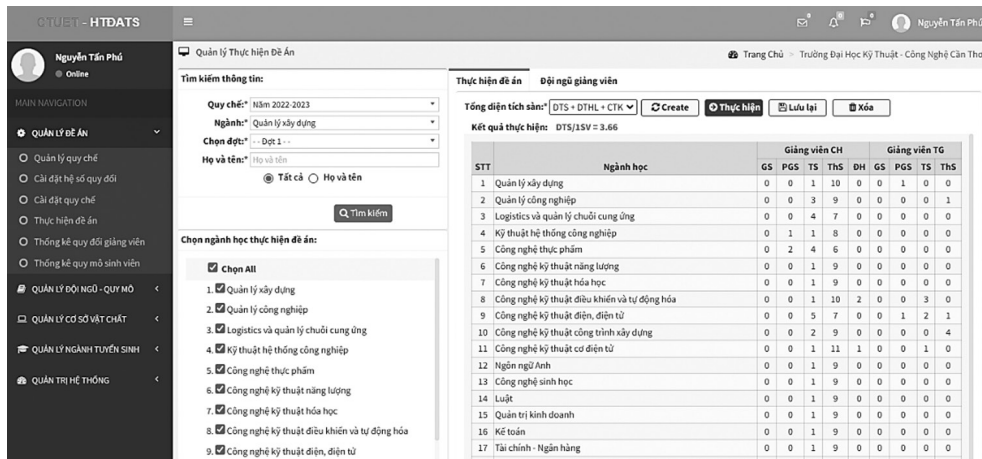 CTUET - HTĐATS
Nguyễn Tấn Phú
Nguyễn Tấn Phú
Online
MAIN NAVIGATION
QUẢN LÝ ĐỀ ÁN
Quản lý quy chế
Cài đặt hệ số quy đổi
Cài đặt quy chế
Thực hiện đề án
Thống kê quy đổi giảng viên
Thống kê quy mô sinh viên
QUẢN LÝ ĐỘI NGŨ - QUY MÔ
QUẢN LÝ CƠ SỞ VẬT CHẤT
QUẢN LÝ NGÀNH TUYỂN SINH
QUẢN TRỊ HỆ THỐNG
Quản lý Thực hiện Đề Án
Trang Chủ > Trường Đại Học Kỹ Thuật - Công Nghệ Cần Thơ
Tìm kiếm thông tin:
Quy chế:* Năm 2022-2023
Ngành:* Quản lý xây dựng
Chọn đợt:* - - Đợt 1 - -
Họ và tên:* Họ và tên
Tất cả Họ và tên
Tìm kiếm
Chọn ngành học thực hiện đề án:
Chọn All
1. Quản lý xây dựng
2. Quản lý công nghiệp
3. Logistics và quản lý chuỗi cung ứng
4. Kỹ thuật hệ thống công nghiệp
5. Công nghệ thực phẩm
6. Công nghệ kỹ thuật năng lượng
7. Công nghệ kỹ thuật hóa học
8. Công nghệ kỹ thuật điều khiển và tự động hóa
9. Công nghệ kỹ thuật điện, điện tử
Thực hiện đề án Đội ngũ giảng viên
Tổng diện tích sàn:* DTS + DTHL + CTK Create Thực hiện Lưu lại Xóa
Kết quả thực hiện: DTS/1SV = 3.66
Giảng viên CH Giảng viên TG
STT Ngành học GS PGS TS ThS ĐH GS PGS TS ThS
1 Quản lý xây dựng 0 0 1 10 0 0 1 0 0
2 Quản lý công nghiệp 0 0 3 9 0 0 0 0 1
3 Logistics và quản lý chuỗi cung ứng 0 0 4 7 0 0 0 0 0
4 Kỹ thuật hệ thống công nghiệp 0 1 1 8 0 0 0 0 0
5 Công nghệ thực phẩm 0 2 4 6 0 0 0 0 0
6 Công nghệ kỹ thuật năng lượng 0 0 1 9 0 0 0 0 0
7 Công nghệ kỹ thuật hóa học 0 0 1 9 0 0 0 0 0
8 Công nghệ kỹ thuật điều khiển và tự động hóa 0 0 1 10 2 0 0 3 0
9 Công nghệ kỹ thuật điện, điện tử 0 0 5 7 0 0 1 2 1
10 Công nghệ kỹ thuật công trình xây dựng 0 0 2 9 0 0 0 0 4
11 Công nghệ kỹ thuật cơ điện tử 0 0 1 11 1 0 0 1 0
12 Ngôn ngữ Anh 0 0 1 9 0 0 0 0 0
13 Công nghệ sinh học 0 0 1 9 0 0 0 0 0
14 Luật 0 0 1 9 0 0 0 0 0
15 Quản trị kinh doanh 0 0 1 9 0 0 0 0 0
16 Kế toán 0 0 1 9 0 0 0 0 0
17 Tài chính - Ngân hàng 0 0 1 9 0 0 0 0 0